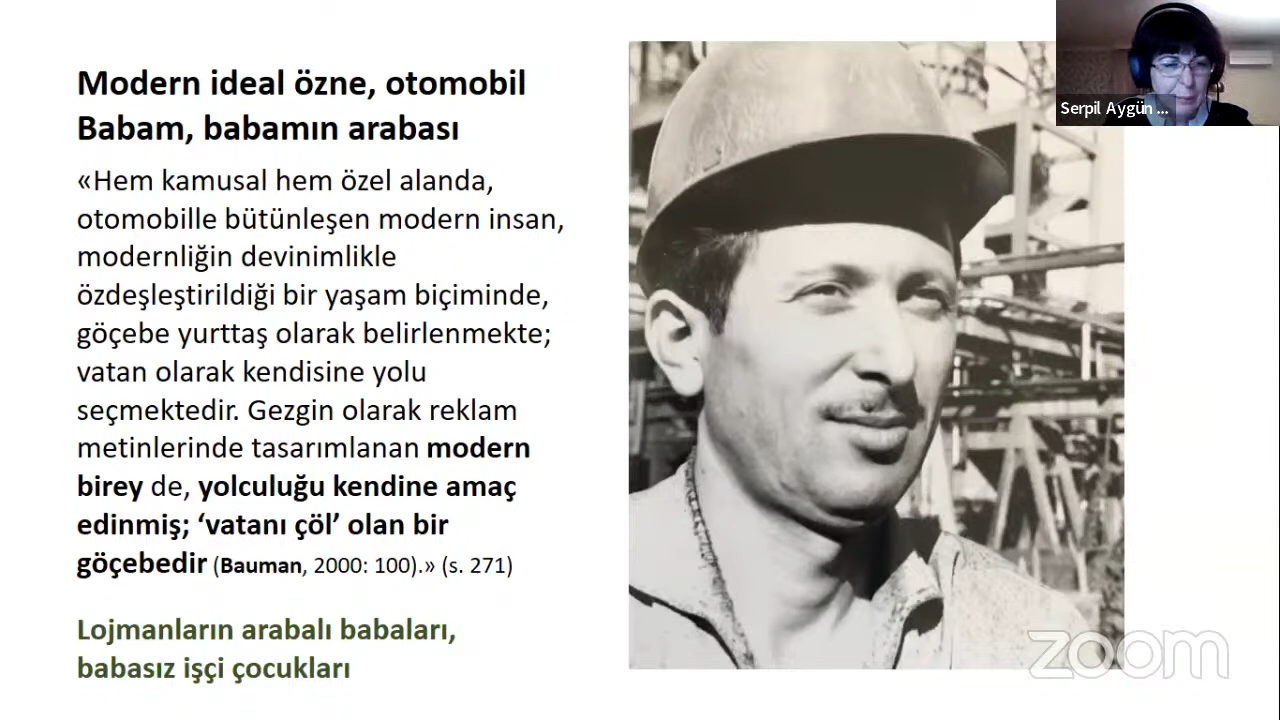 Modern ideal özne, otomobil
Babam, babamın arabası
«Hem kamusal hem özel alanda,
otomobille bütünleşen modern insan,
modernliğin devinimlikle
özdeşleştirildiği bir yaşam biçiminde,
göçebe yurttaş olarak belirlenmekte;
vatan olarak kendisine yolu
seçmektedir. Gezgin olarak reklam
metinlerinde tasarımlanan modern
birey de, yolculuğu kendine amaç
edinmiş; ‘vatanı çöl’ olan bir
göçebedir (Bauman, 2000: 100).» (s. 271)
Lojmanların arabalı babaları,
babasız işçi çocukları
Serpil Aygün ...
zoom